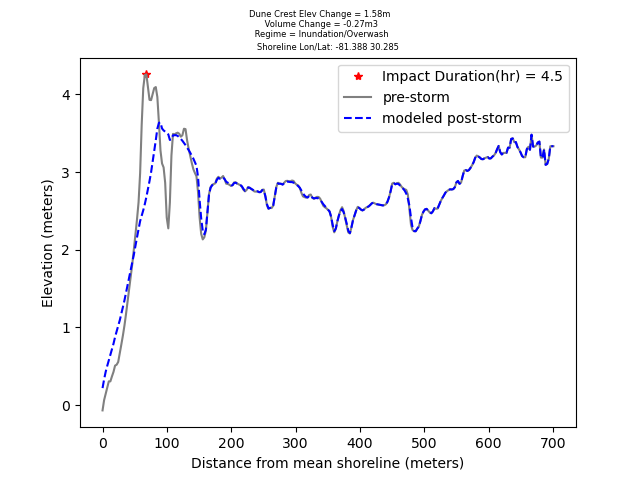 Dune Crest Elev Change = 1.58m
Volume Change = -0.27m3
Regime = Inundation/Overwash
Shoreline Lon/Lat: -81.388 30.285
Impact Duration(hr) = 4.5
pre-storm
modeled post-storm
Elevation (meters)
4
3
2
1
0
0 100 200 300 400 500 600 700
Distance from mean shoreline (meters)